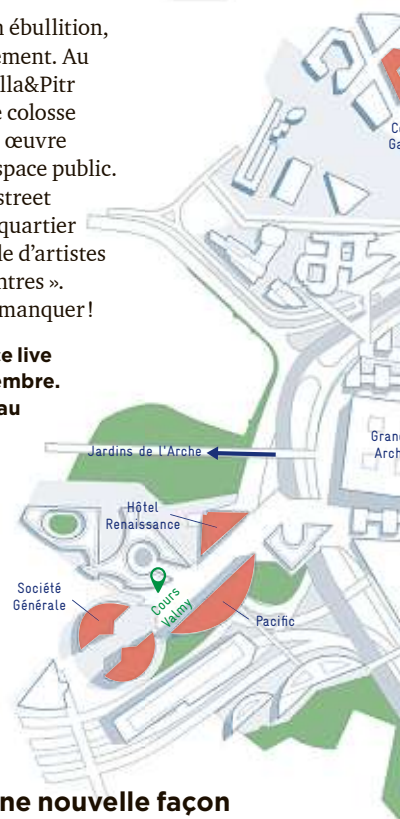 ébullition,
ement. Au
lla&Pitr
colosse
œuvre
space public.
street
quartier
d'artistes
ntres ».
manquer !
live
embre.
au
Jardins de l'Arche
Hôtel
Renaissance
Société
Générale
Cours
Valmy
Pacific
Grand
Arch
Ga
ne nouvelle façon